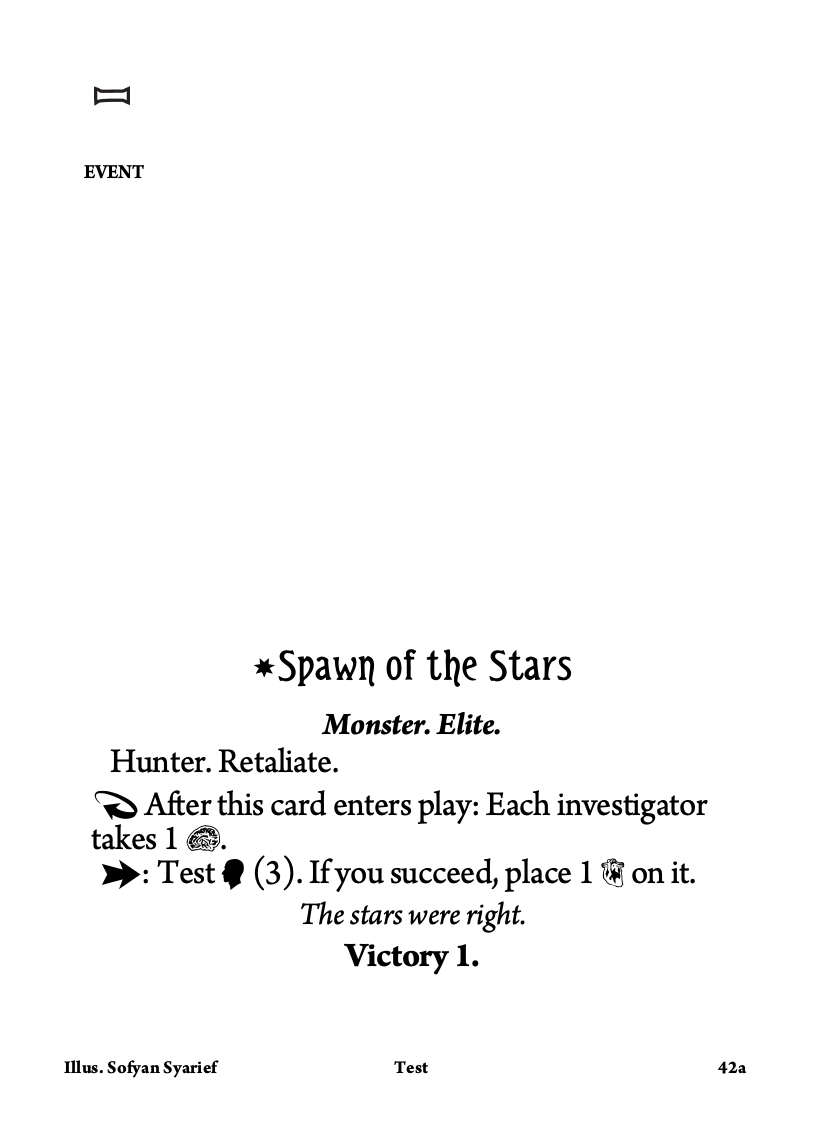 EVENT
Spawn of the Stars
Monster. Elite.
Hunter. Retaliate.
After this card enters play: Each investigator
takes 1 .
: Test (3). If you succeed, place 1 on it.
The stars were right.
Victory 1.
Illus. Sofyan Syarief
Test
42a